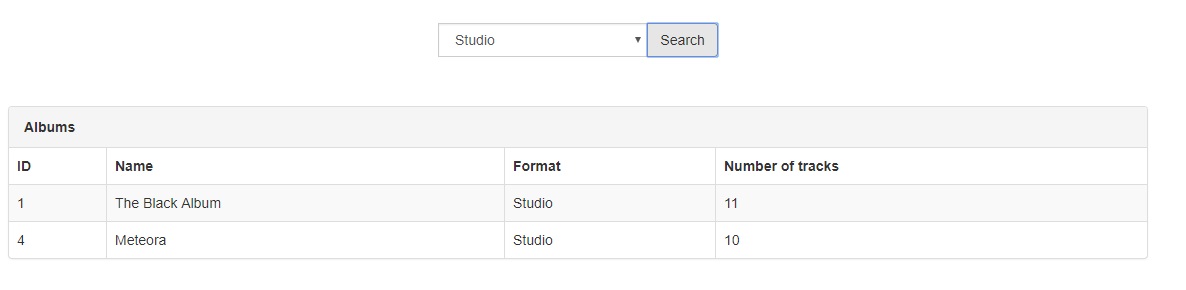 Studio Search
Albums
ID Name Format Number of tracks
1 The Black Album Studio 11
4 Meteora Studio 10